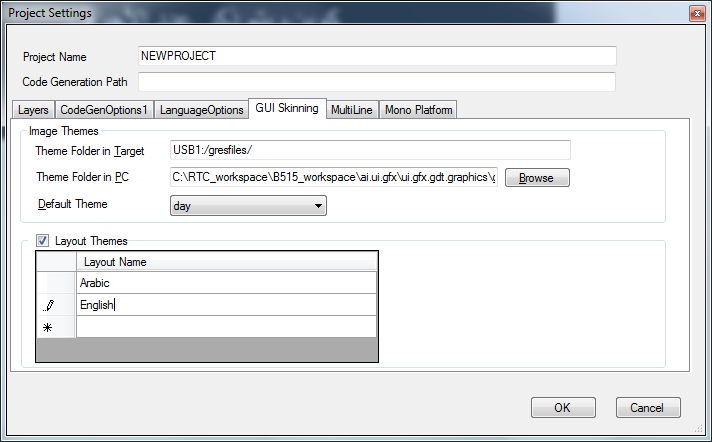 Project Settings
Project Name NEWPROJECT
Code Generation Path
Layers CodeGenOptions1 LanguageOptions GUI Skinning MultiLine Mono Platform
Image Themes
Theme Folder in Target USB1:/gresfiles/
Theme Folder in PC C:\RTC_workspace\B515_workspace\ai.ui.gfx\ui.gfx.gdt.graphics\g Browse
Default Theme day
Layout Themes
Layout Name
Arabic
English
OK Cancel